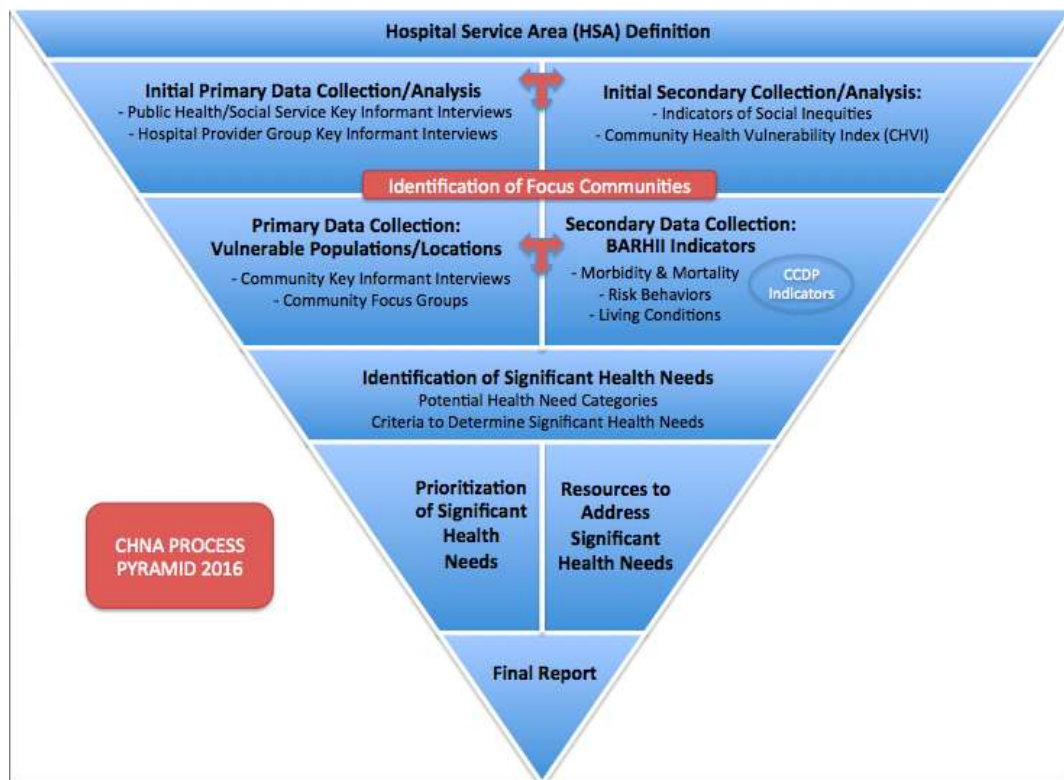 Hospital Service Area (HSA) Definition
Initial Primary Data Collection/Analysis
- Public Health/Social Service Key Informant Interviews
- Hospital Provider Group Key Informant Interviews
Initial Secondary Collection/Analysis:
- Indicators of Social Inequities
- Community Health Vulnerability Index (CHVI)
Identification of Focus Communities
Primary Data Collection:
Vulnerable Populations/Locations
- Community Key Informant Interviews
- Community Focus Groups
Secondary Data Collection:
BARHII Indicators
- Morbidity & Mortality
- Risk Behaviors
- Living Conditions
CCDP
Indicators
Identification of Significant Health Needs
Potential Health Need Categories
Criteria to Determine Significant Health Needs
Prioritization
of Significant
Health
Needs
Resources to
Address
Significant
Health Needs
CHNA PROCESS
PYRAMID 2016
Final Report